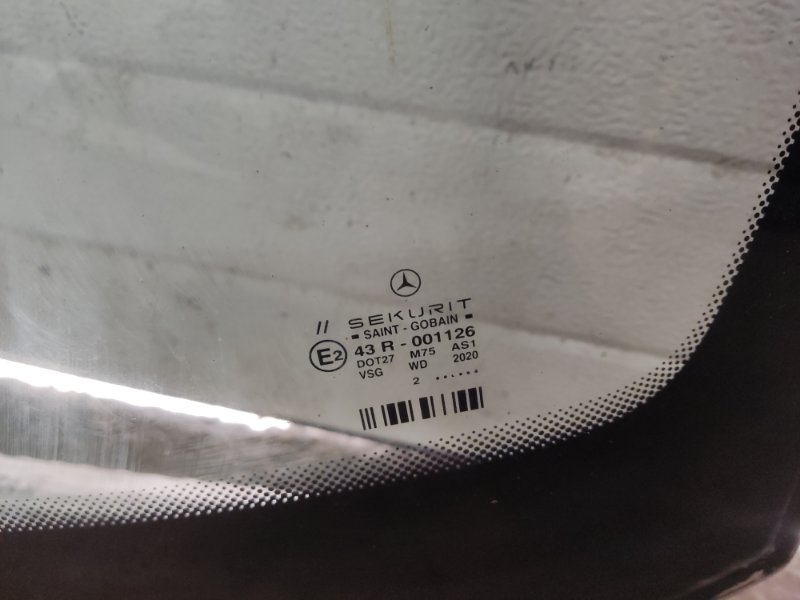 // SEKURIT
SAINT - GOBAIN
E2 43 R - 001126
DOT27 M75 AS1
VSG WD 2020
2 ......